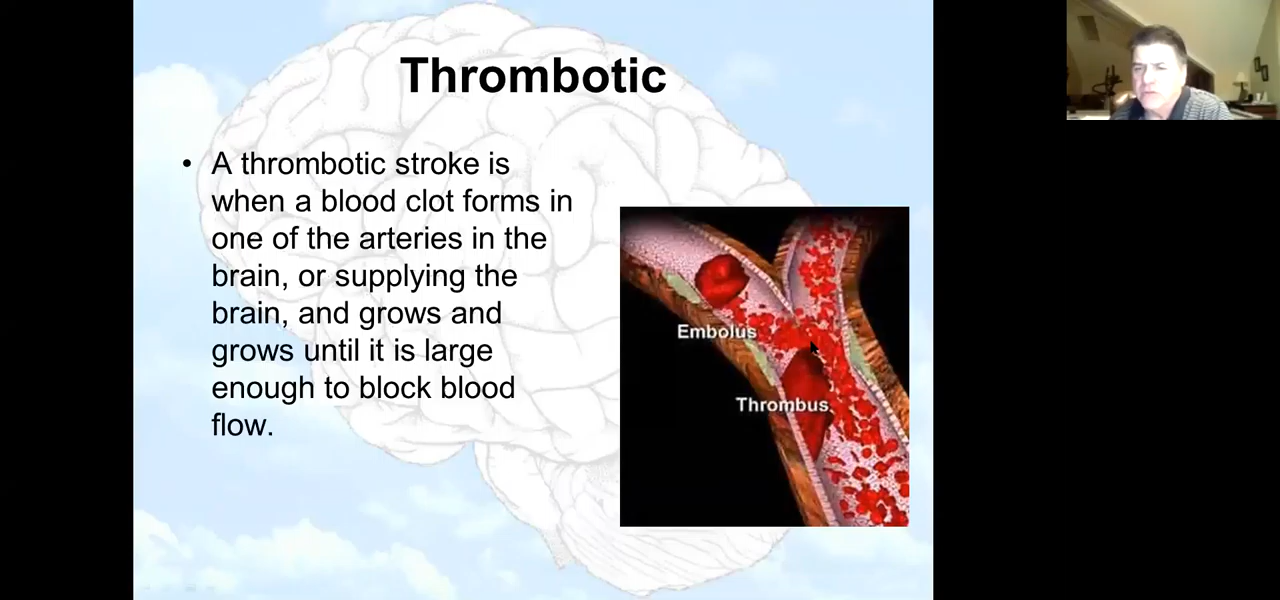 Thrombotic
• A thrombotic stroke is
when a blood clot forms in
one of the arteries in the
brain, or supplying the
brain, and grows and
grows until it is large
enough to block blood
flow.
Embolus
Thrombus